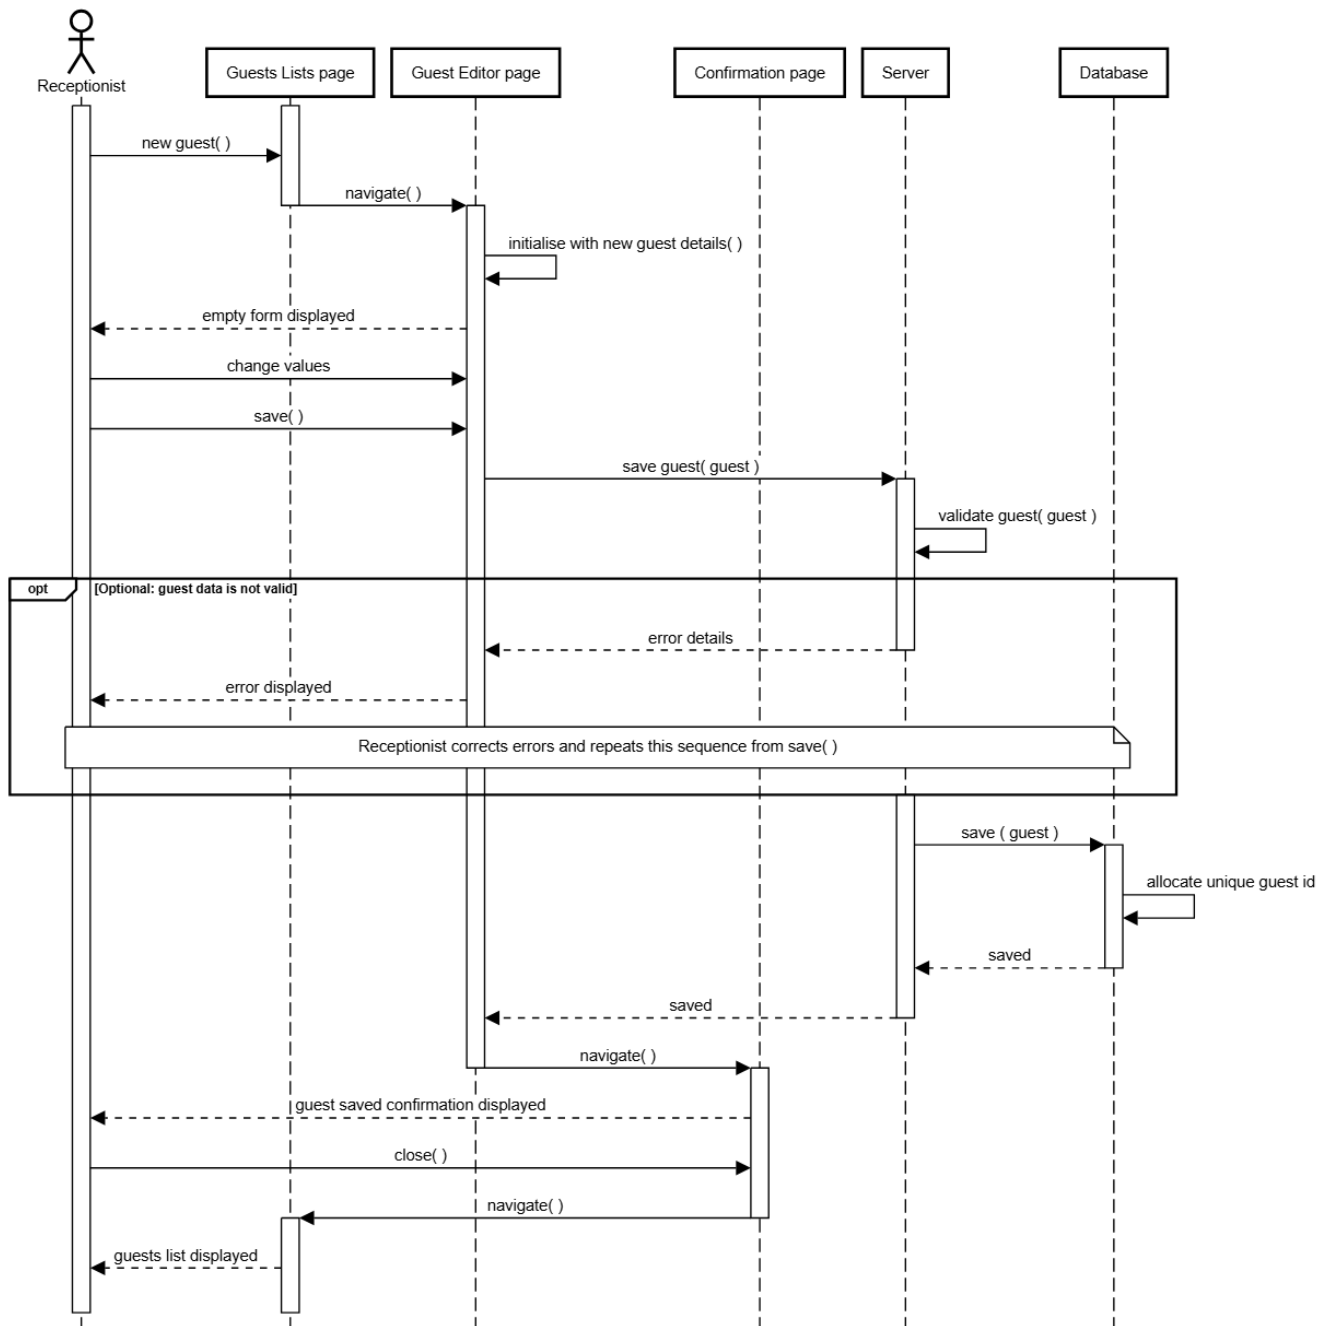 Receptionist
Guests Lists page
Guest Editor page
Confirmation page
Server
Database
new guest( )
navigate( )
initialise with new guest details( )
empty form displayed
change values
save( )
save guest( guest )
validate guest( guest )
opt
[Optional: guest data is not valid]
error details
error displayed
Receptionist corrects errors and repeats this sequence from save( )
save ( guest )
allocate unique guest id
saved
saved
navigate( )
guest saved confirmation displayed
close( )
navigate( )
guests list displayed